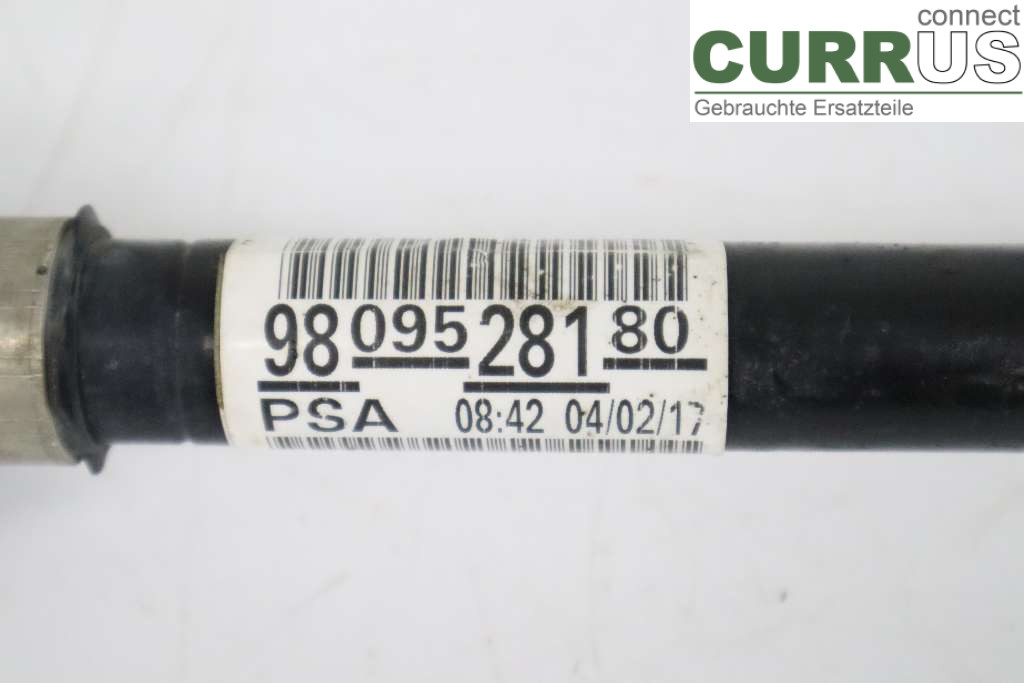 connect
CURRUS
Gebrauchte Ersatzteile
98 095 281 80
PSA 08:42 04/02/17